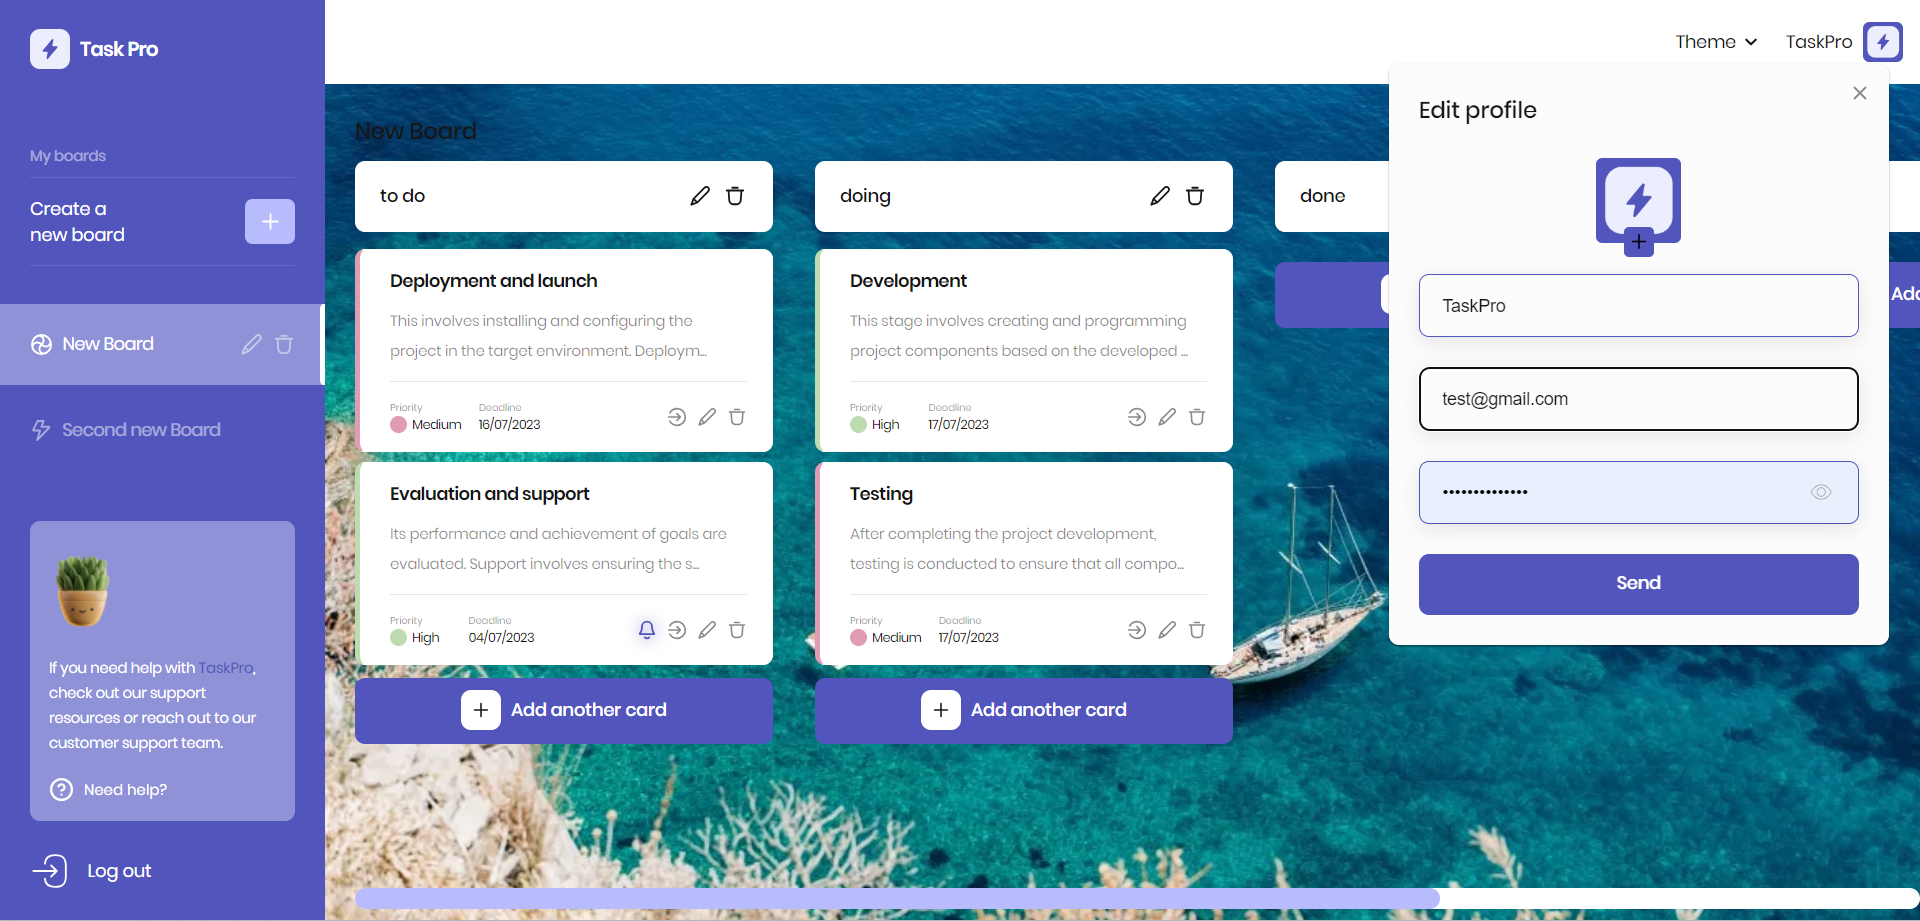 Task Pro
My boards
Create a
new board
New Board
Second new Board
If you need help with TaskPro,
check out our support
resources or reach out to our
customer support team.
Need help?
Log out
Theme
TaskPro
New Board
to do
Deployment and launch
This involves installing and configuring the
project in the target environment. Deploym...
Priority
Medium
Deadline
16/07/2023
Evaluation and support
Its performance and achievement of goals are
evaluated. Support involves ensuring the s...
Priority
High
Deadline
04/07/2023
Add another card
doing
Development
This stage involves creating and programming
project components based on the developed ...
Priority
High
Deadline
17/07/2023
Testing
After completing the project development,
testing is conducted to ensure that all compo...
Priority
Medium
Deadline
17/07/2023
Add another card
done
Edit profile
TaskPro
test@gmail.com
••••••••••••••
Send